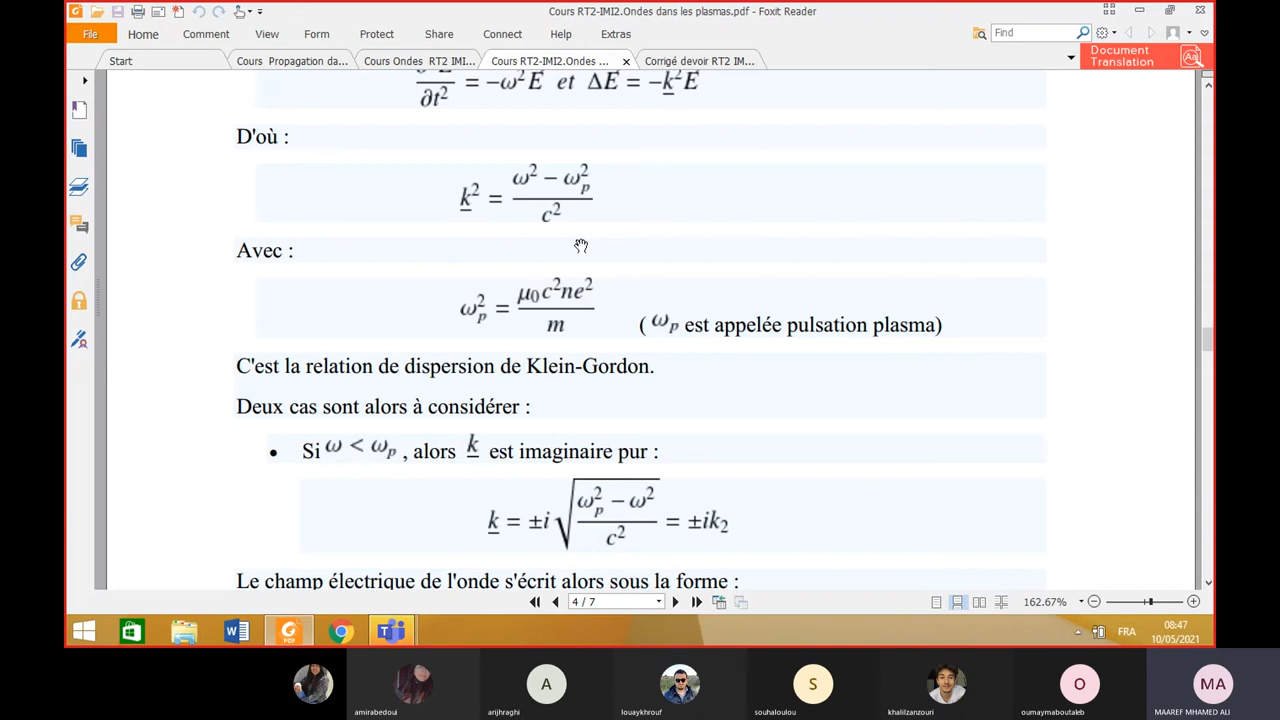 Cours RT2-IMI2.Ondes dans les plasmas.pdf - Foxit Reader
File Home Comment View Form Protect Share Connect Help Extras Find
Document Translation
Start Cours Propagation da... Cours Ondes RT2 IMI... Cours RT2-IMI2.Ondes ... Corrigé devoir RT2 IM...
∂t² = −ω²E et ΔE = −k²E
D'où :
k² = (ω² − ωp²) / c²
Avec :
ωp² = μ0c²ne² / m ( ωp est appelée pulsation plasma)
C'est la relation de dispersion de Klein-Gordon.
Deux cas sont alors à considérer :
• Si ω < ωp , alors k est imaginaire pur :
k = ±i √((ωp² − ω²) / c²) = ±ik2
Le champ électrique de l'onde s'écrit alors sous la forme :
4 / 7 162.67%
FRA 08:47
10/05/2021
A S O MA
amirabedoui arijhraghi louaykhrouf souhaloulou khalilzanzouri oumaymaboutaleb MAAREF MHAMED ALI